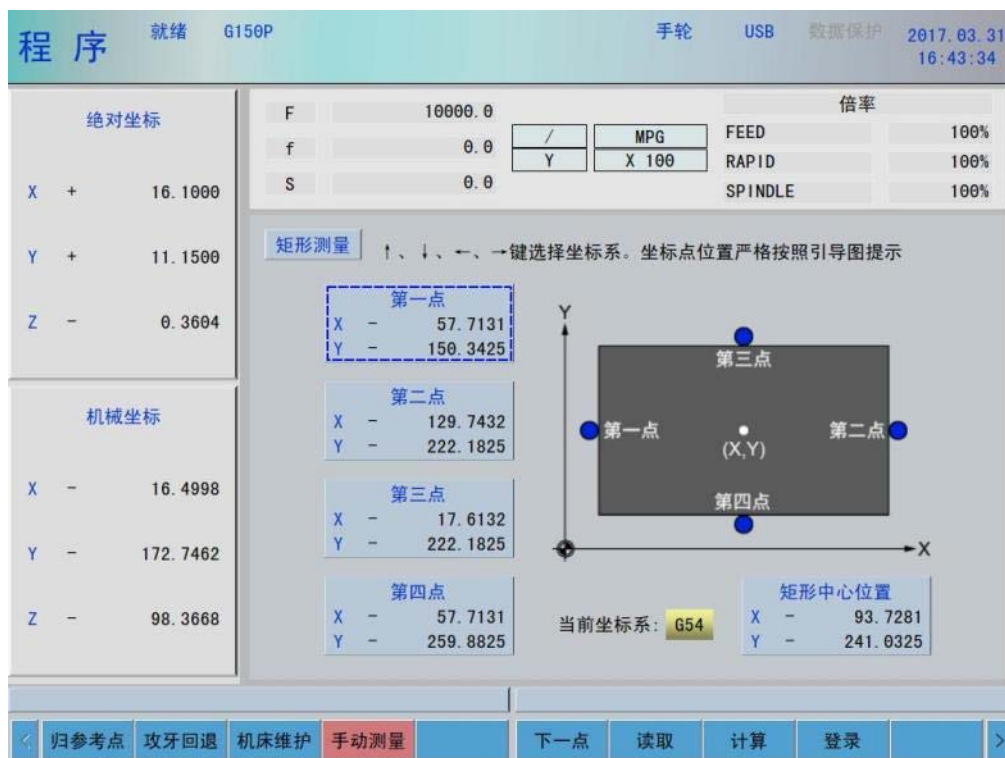 程 序 就绪 G150P 手轮 USB 数据保护 2017.03.31
16:43:34
绝对坐标
X + 16.1000
Y + 11.1500
Z - 0.3604
机械坐标
X - 16.4998
Y - 172.7462
Z - 98.3668
F 10000.0
f 0.0
S 0.0
/ MPG
Y X 100
倍率
FEED 100%
RAPID 100%
SPINDLE 100%
矩形测量 ↑、↓、←、→键选择坐标系。坐标点位置严格按照引导图提示
第一点
X - 57.7131
Y - 150.3425
第二点
X - 129.7432
Y - 222.1825
第三点
X - 17.6132
Y - 222.1825
第四点
X - 57.7131
Y - 259.8825
Y
第三点
第一点 第二点
(X,Y)
第四点
X
当前坐标系: G54
矩形中心位置
X - 93.7281
Y - 241.0325
< 归参考点 攻牙回退 机床维护 手动测量 下一点 读取 计算 登录 >